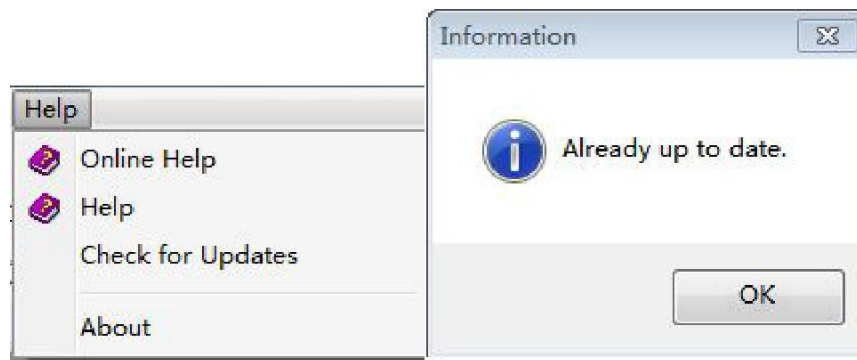 Help
Online Help
Help
Check for Updates
About
Information
Already up to date.
OK